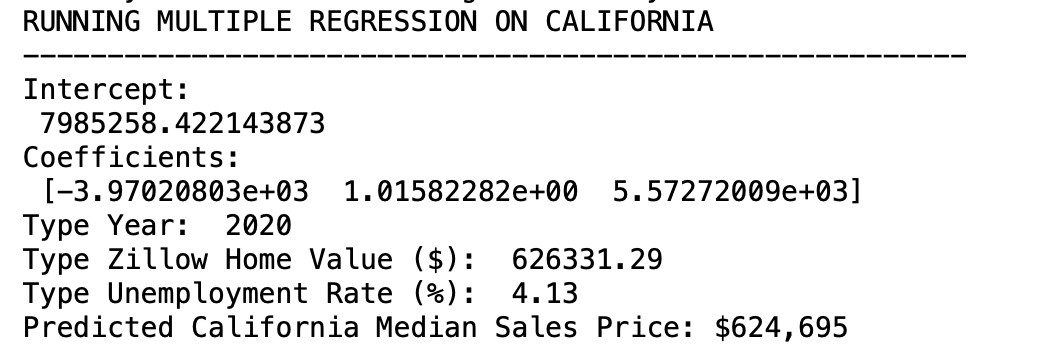 RUNNING MULTIPLE REGRESSION ON CALIFORNIA
--------------------------------------------------------
Intercept:
7985258.422143873
Coefficients:
[-3.97020803e+03  1.01582282e+00  5.57272009e+03]
Type Year:  2020
Type Zillow Home Value ($):  626331.29
Type Unemployment Rate (%):  4.13
Predicted California Median Sales Price: $624,695